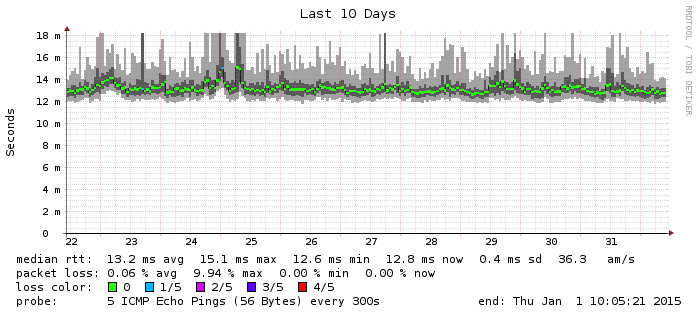 Last 10 Days
RRDTOOL / TOBI OETIKER
Seconds
18 m
16 m
14 m
12 m
10 m
8 m
6 m
4 m
2 m
0
22 23 24 25 26 27 28 29 30 31
median rtt: 13.2 ms avg 15.1 ms max 12.6 ms min 12.8 ms now 0.4 ms sd 36.3 am/s
packet loss: 0.06 % avg 9.94 % max 0.00 % min 0.00 % now
loss color: 0 1/5 2/5 3/5 4/5
probe: 5 ICMP Echo Pings (56 Bytes) every 300s end: Thu Jan 1 10:05:21 2015